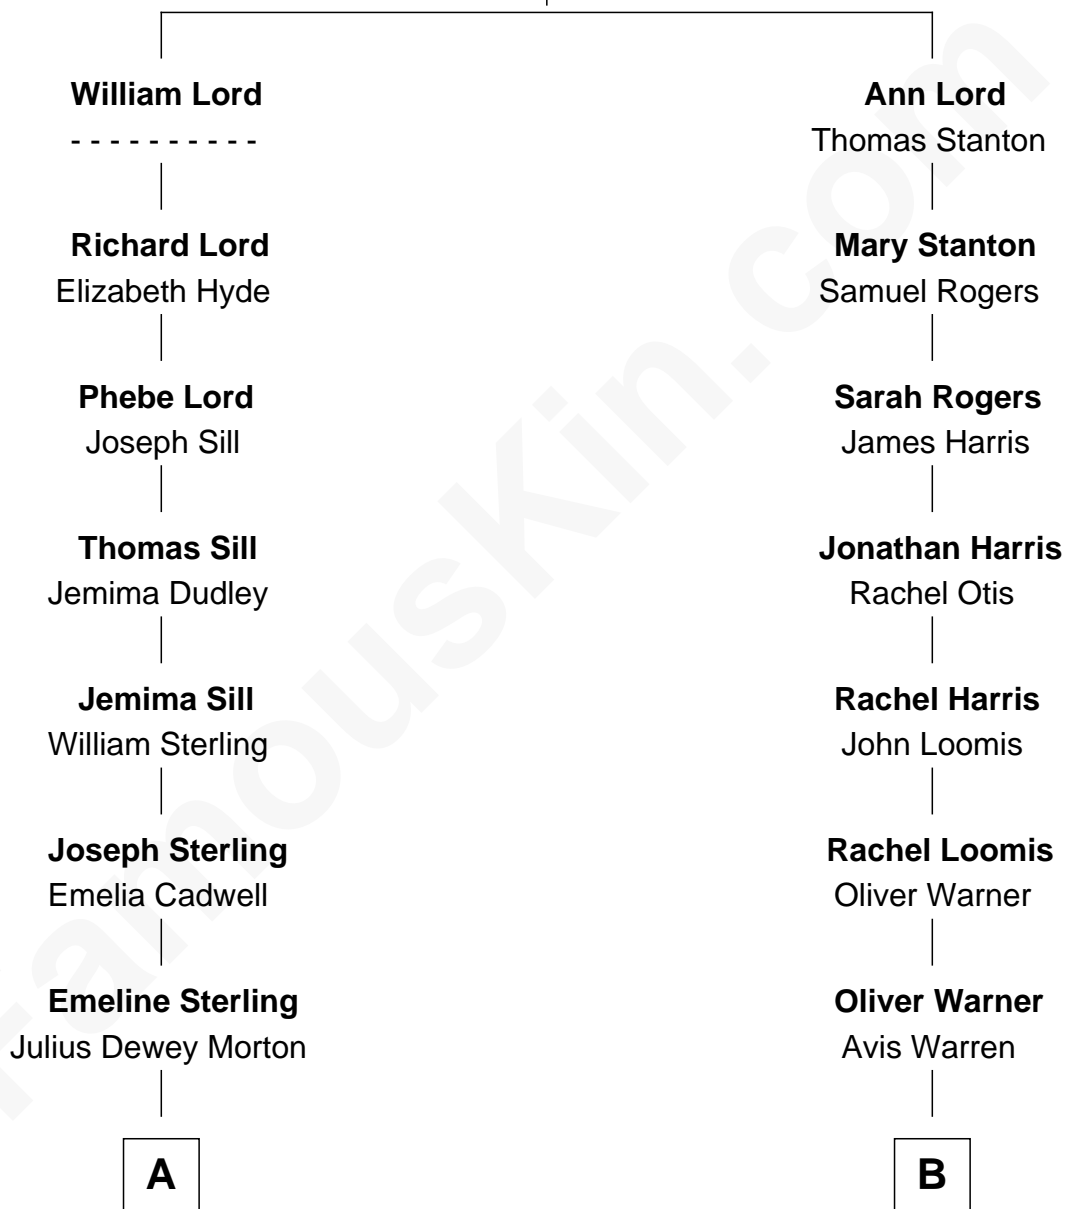 William Lord
- - - - - - - - - -
Richard Lord
Elizabeth Hyde
Phebe Lord
Joseph Sill
Thomas Sill
Jemima Dudley
Jemima Sill
William Sterling
Joseph Sterling
Emelia Cadwell
Emeline Sterling
Julius Dewey Morton
A
Ann Lord
Thomas Stanton
Mary Stanton
Samuel Rogers
Sarah Rogers
James Harris
Jonathan Harris
Rachel Otis
Rachel Harris
John Loomis
Rachel Loomis
Oliver Warner
Oliver Warner
Avis Warren
B
FamousKin.com